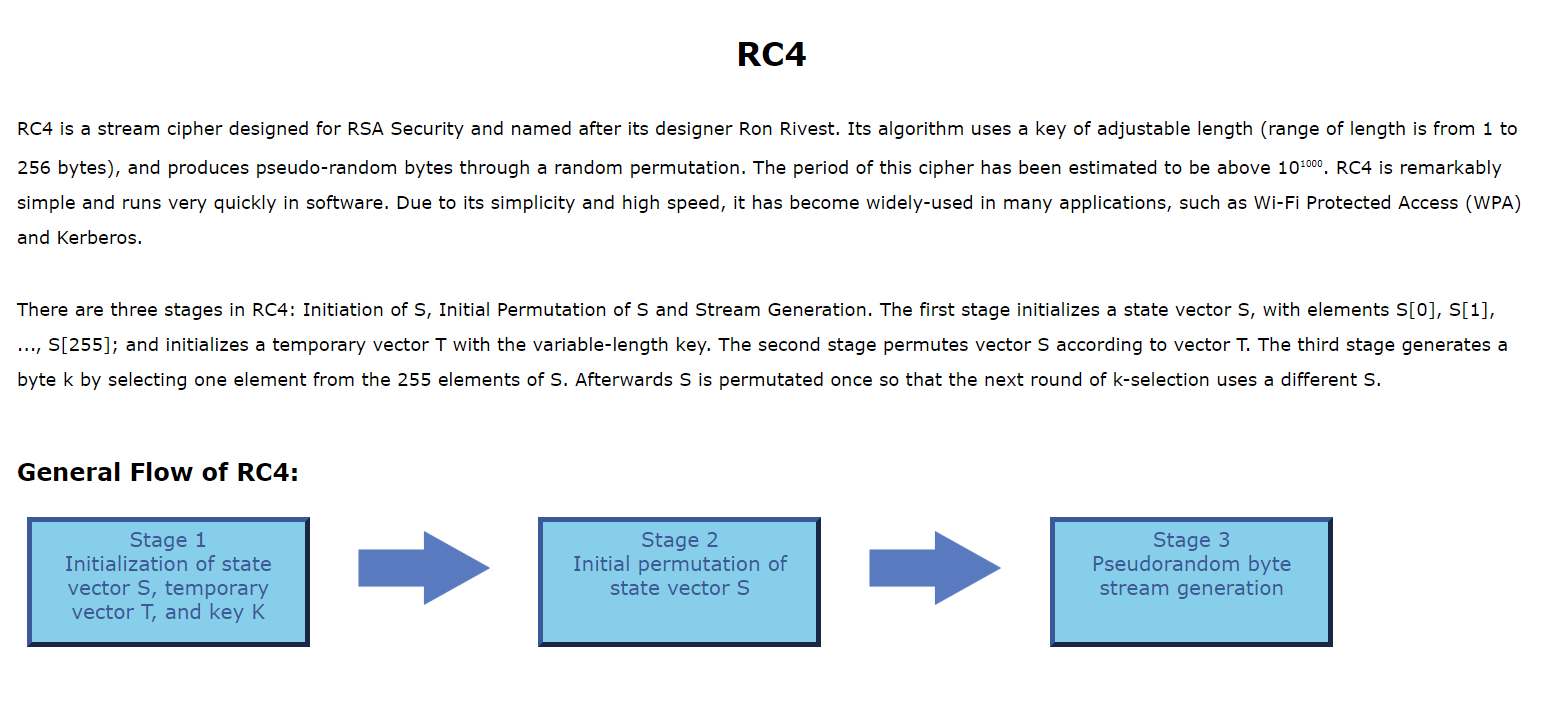 RC4
RC4 is a stream cipher designed for RSA Security and named after its designer Ron Rivest. Its algorithm uses a key of adjustable length (range of length is from 1 to
256 bytes), and produces pseudo-random bytes through a random permutation. The period of this cipher has been estimated to be above 10¹⁰⁰⁰. RC4 is remarkably
simple and runs very quickly in software. Due to its simplicity and high speed, it has become widely-used in many applications, such as Wi-Fi Protected Access (WPA)
and Kerberos.
There are three stages in RC4: Initiation of S, Initial Permutation of S and Stream Generation. The first stage initializes a state vector S, with elements S[0], S[1],
..., S[255]; and initializes a temporary vector T with the variable-length key. The second stage permutes vector S according to vector T. The third stage generates a
byte k by selecting one element from the 255 elements of S. Afterwards S is permutated once so that the next round of k-selection uses a different S.
General Flow of RC4:
Stage 1
Initialization of state
vector S, temporary
vector T, and key K
Stage 2
Initial permutation of
state vector S
Stage 3
Pseudorandom byte
stream generation